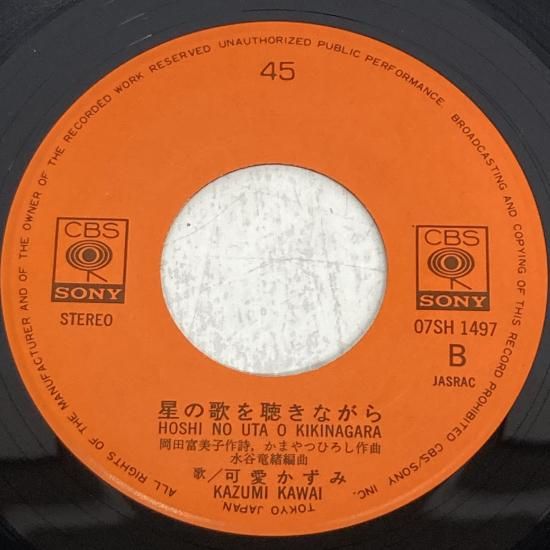 ALL RIGHTS OF THE MANUFACTURER AND OF THE OWNER OF THE RECORDED WORK RESERVED UNAUTHORIZED PUBLIC PERFORMANCE, BROADCASTING AND COPYING OF THIS RECORD PROHIBITED CBS/SONY INC.
TOKYO JAPAN
45
CBS
SONY
STEREO
CBS
SONY
07SH 1497
B
JASRAC
星の歌を聴きながら
HOSHI NO UTA O KIKINAGARA
岡田冨美子作詩,かまやつひろし作曲
水谷竜緒編曲
歌/可愛かずみ
KAZUMI KAWAI